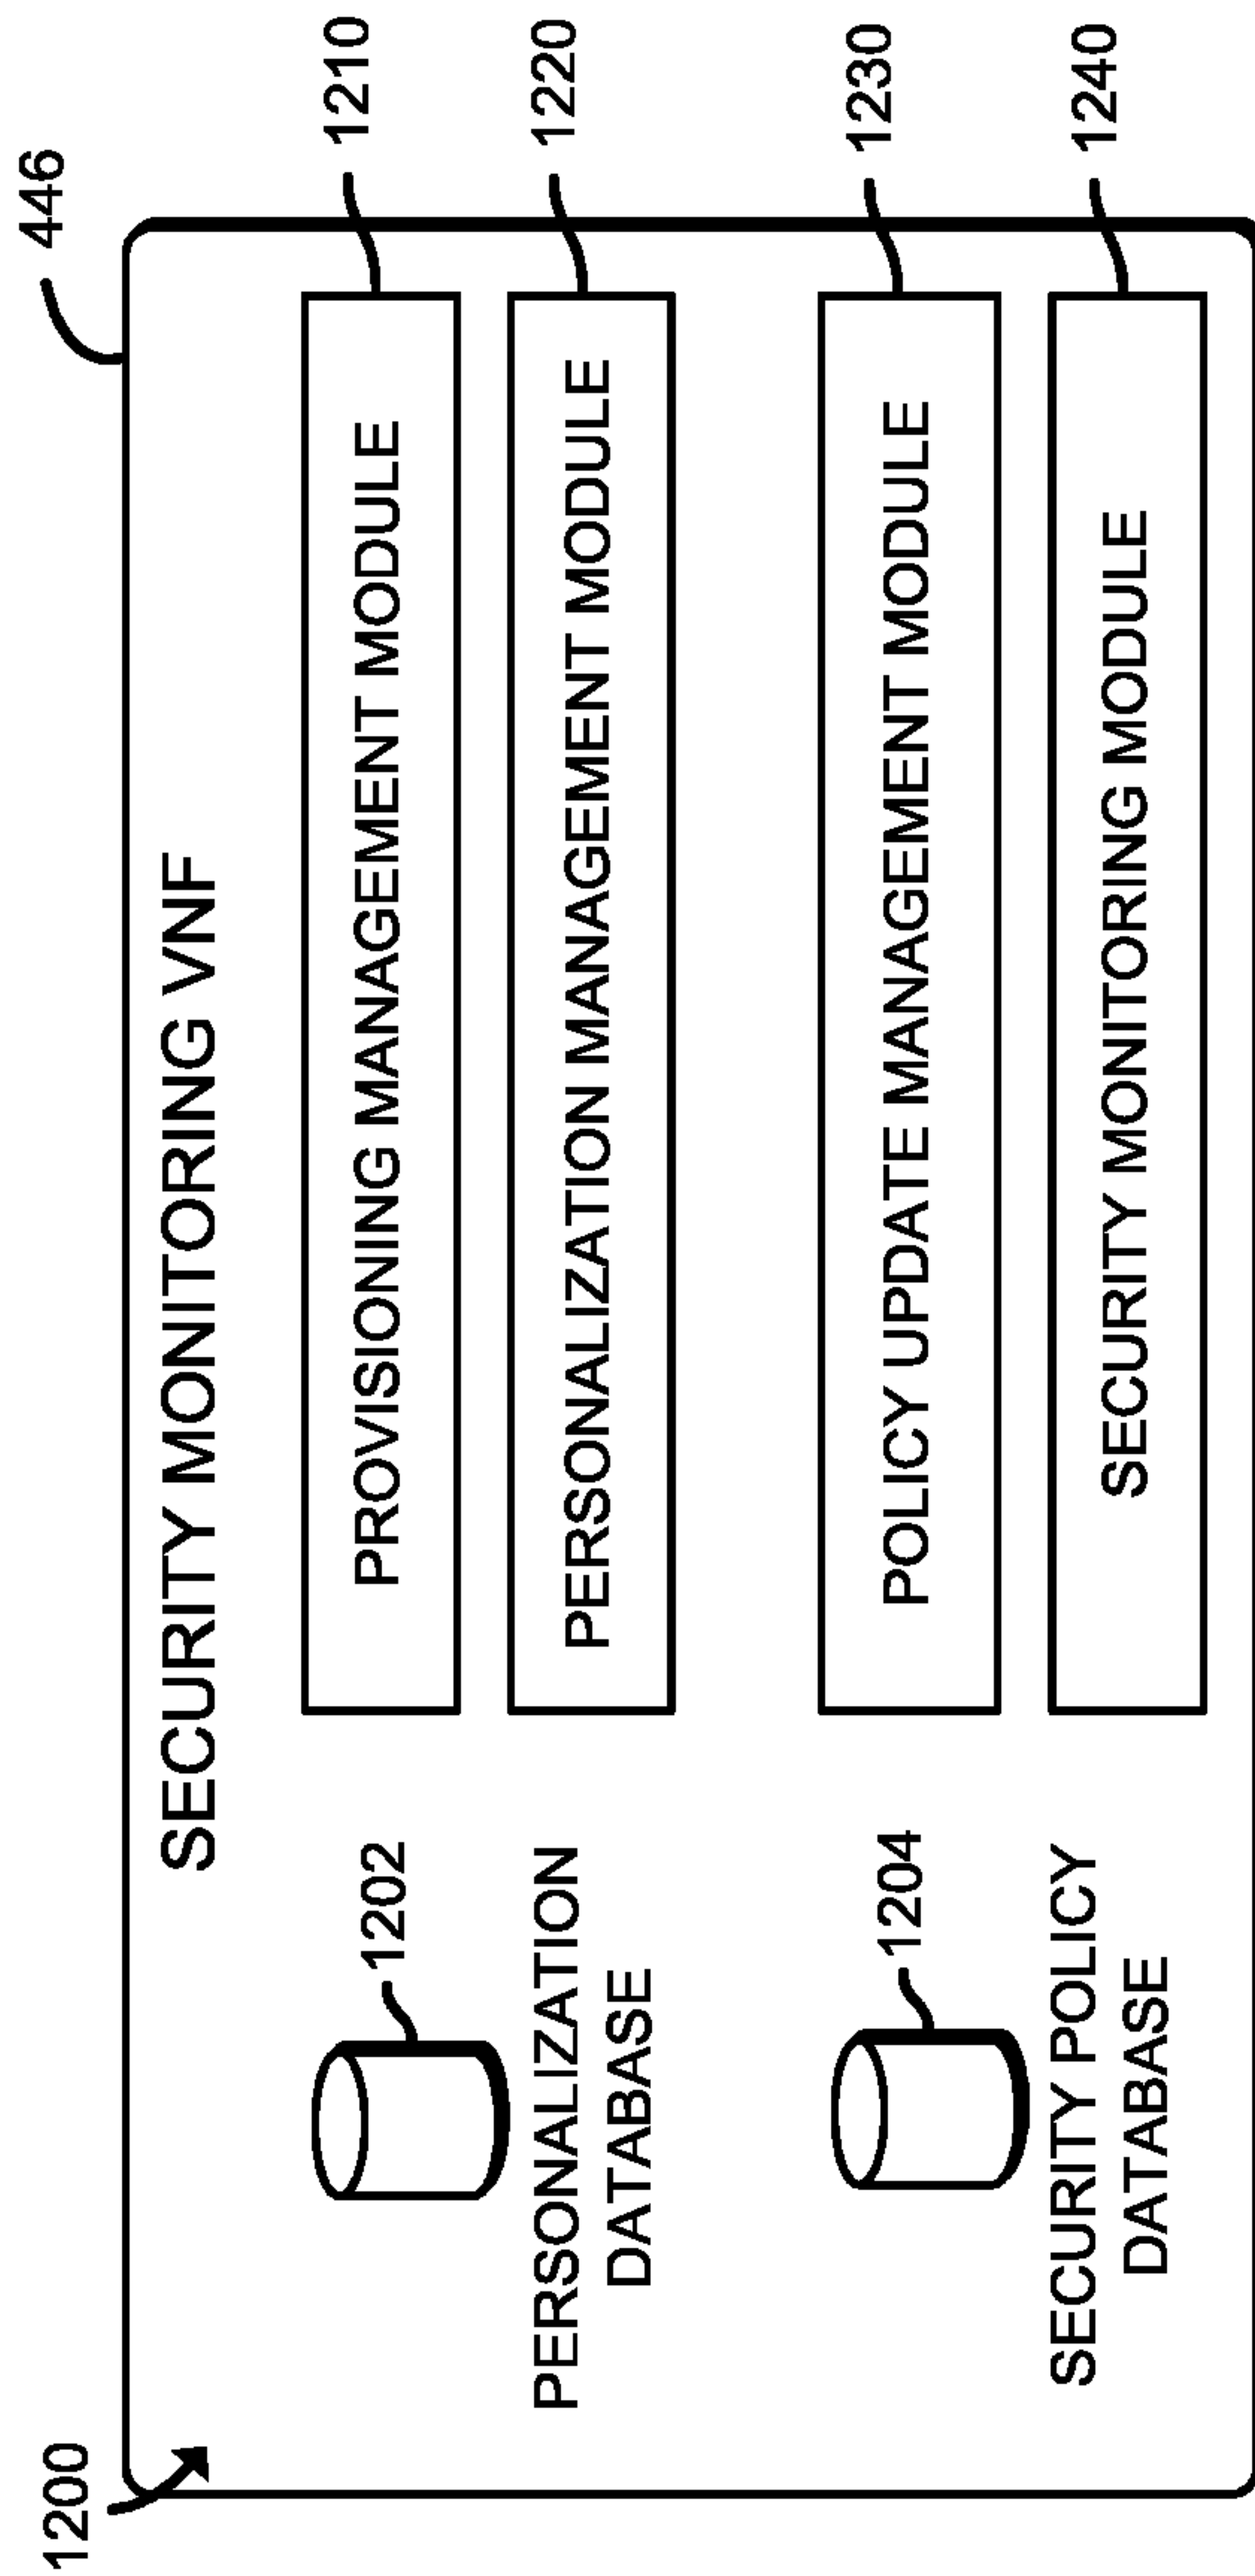 1200
446
SECURITY MONITORING VNF
1202
PERSONALIZATION
DATABASE
PROVISIONING MANAGEMENT MODULE
1210
PERSONALIZATION MANAGEMENT MODULE
1220
1204
SECURITY POLICY
DATABASE
POLICY UPDATE MANAGEMENT MODULE
1230
SECURITY MONITORING MODULE
1240